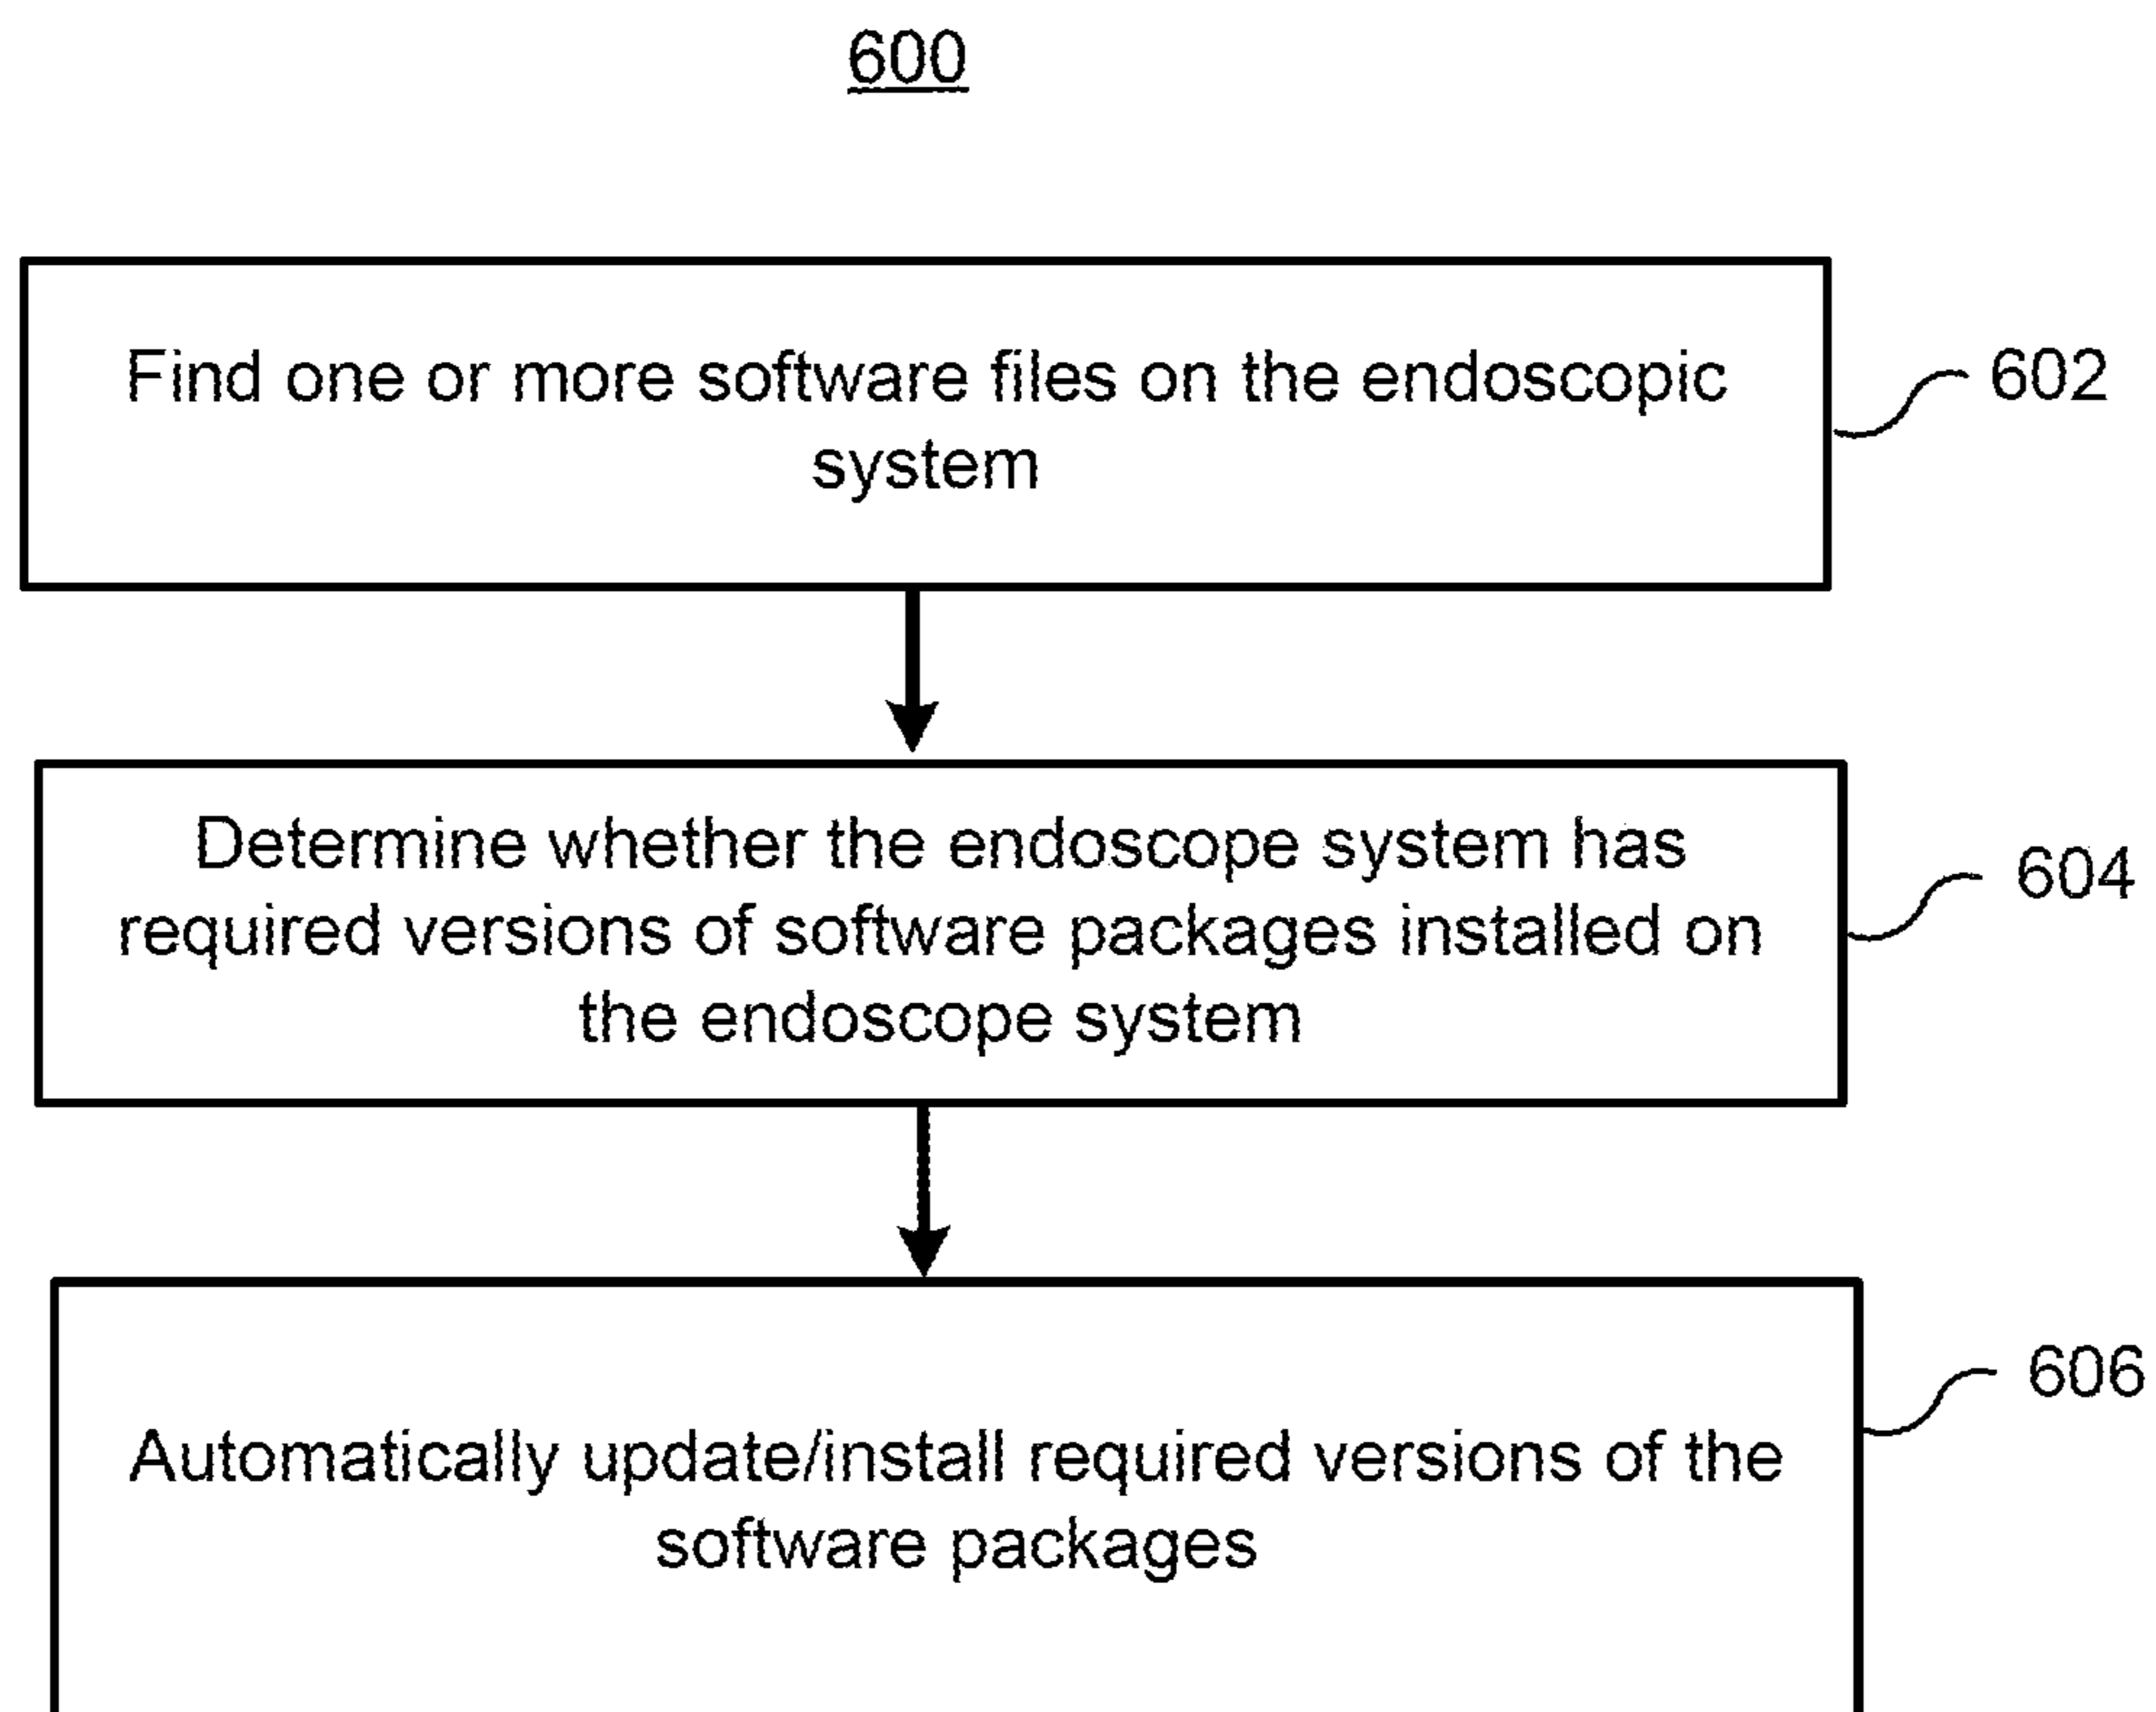 600
Find one or more software files on the endoscopic
system
602
Determine whether the endoscope system has
required versions of software packages installed on
the endoscope system
604
Automatically update/install required versions of the
software packages
606